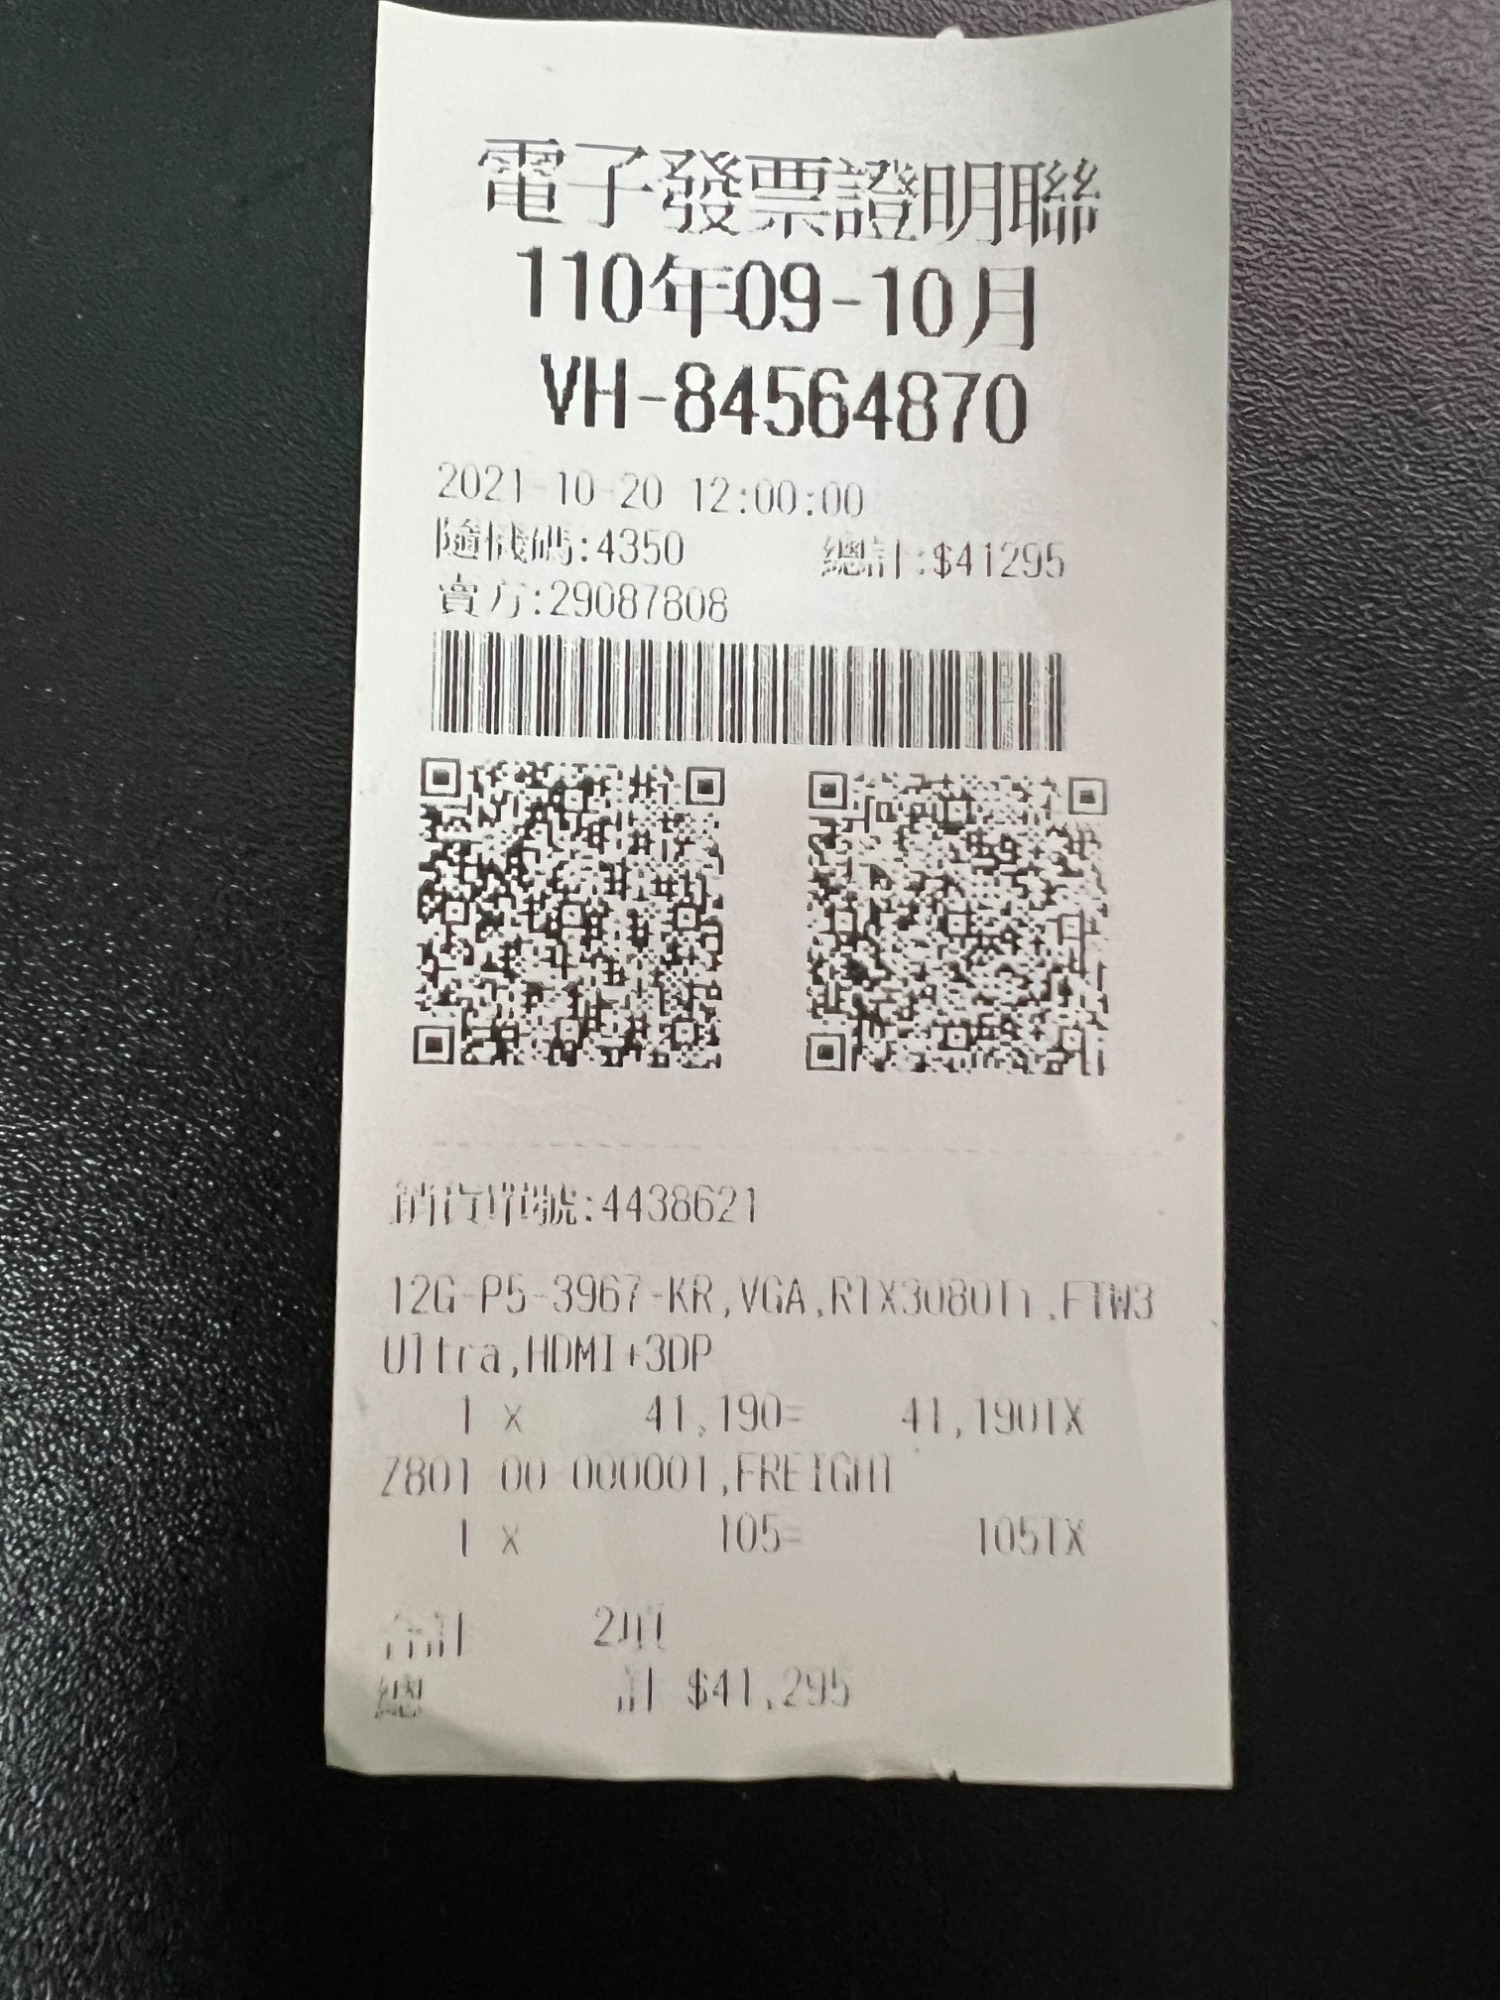 電子發票證明聯
110年09-10月
VH-84564870
2021-10-20 12:00:00
隨機碼:4350 總計:$41295
賣方:29087808
銷貨單號:4438621
12G-P5-3967-KR,VGA,RTX3080Ti,FTW3
Ultra,HDMI+3DP
1 x 41,190= 41,190TX
Z801-00-000001,FREIGHT
1 x 105= 105TX
合計 2項
總 計 $41,295